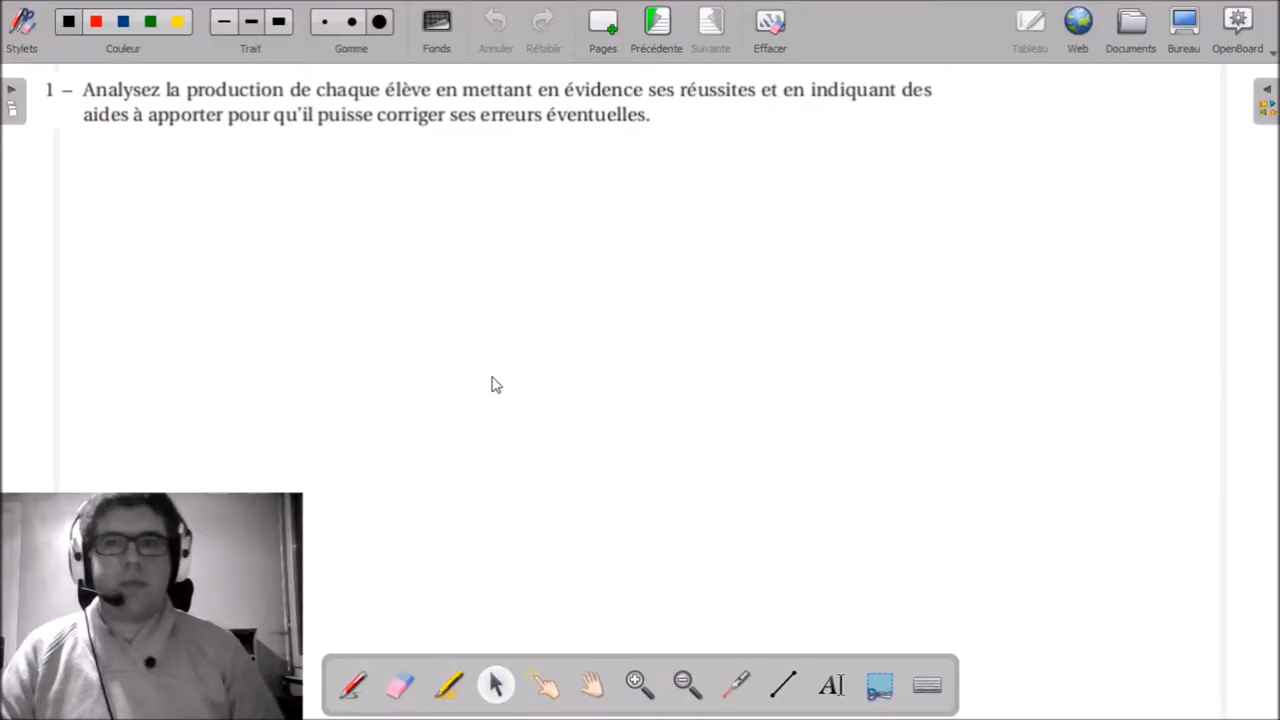 Stylets
Couleur
Trait
Gomme
Fonds
Annuler
Rétablir
Pages
Précédente
Suivante
Effacer
Tableau
Web
Documents
Bureau
OpenBoard
1 – Analysez la production de chaque élève en mettant en évidence ses réussites et en indiquant des
aides à apporter pour qu'il puisse corriger ses erreurs éventuelles.
AI